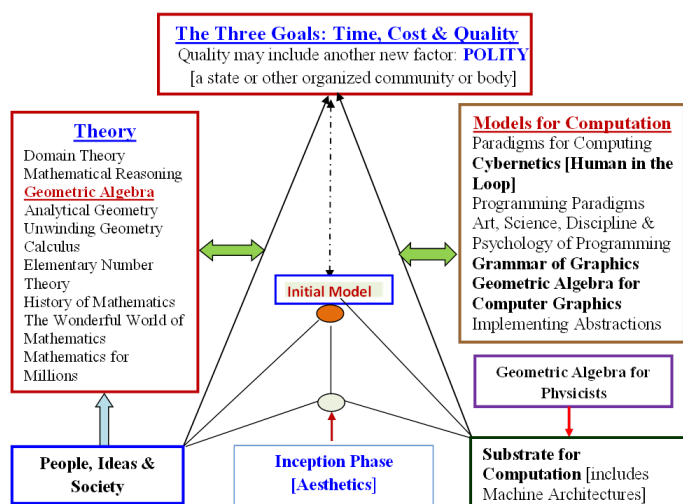 The Three Goals: Time, Cost & Quality
Quality may include another new factor: POLITY
[a state or other organized community or body]
Theory
Domain Theory
Mathematical Reasoning
Geometric Algebra
Analytical Geometry
Unwinding Geometry
Calculus
Elementary Number
Theory
History of Mathematics
The Wonderful World of
Mathematics
Mathematics for
Millions
Models for Computation
Paradigms for Computing
Cybernetics [Human in the
Loop]
Programming Paradigms
Art, Science, Discipline &
Psychology of Programming
Grammar of Graphics
Geometric Algebra for
Computer Graphics
Implementing Abstractions
Initial Model
Geometric Algebra for
Physicists
People, Ideas &
Society
Inception Phase
[Aesthetics]
Substrate for
Computation [includes
Machine Architectures]